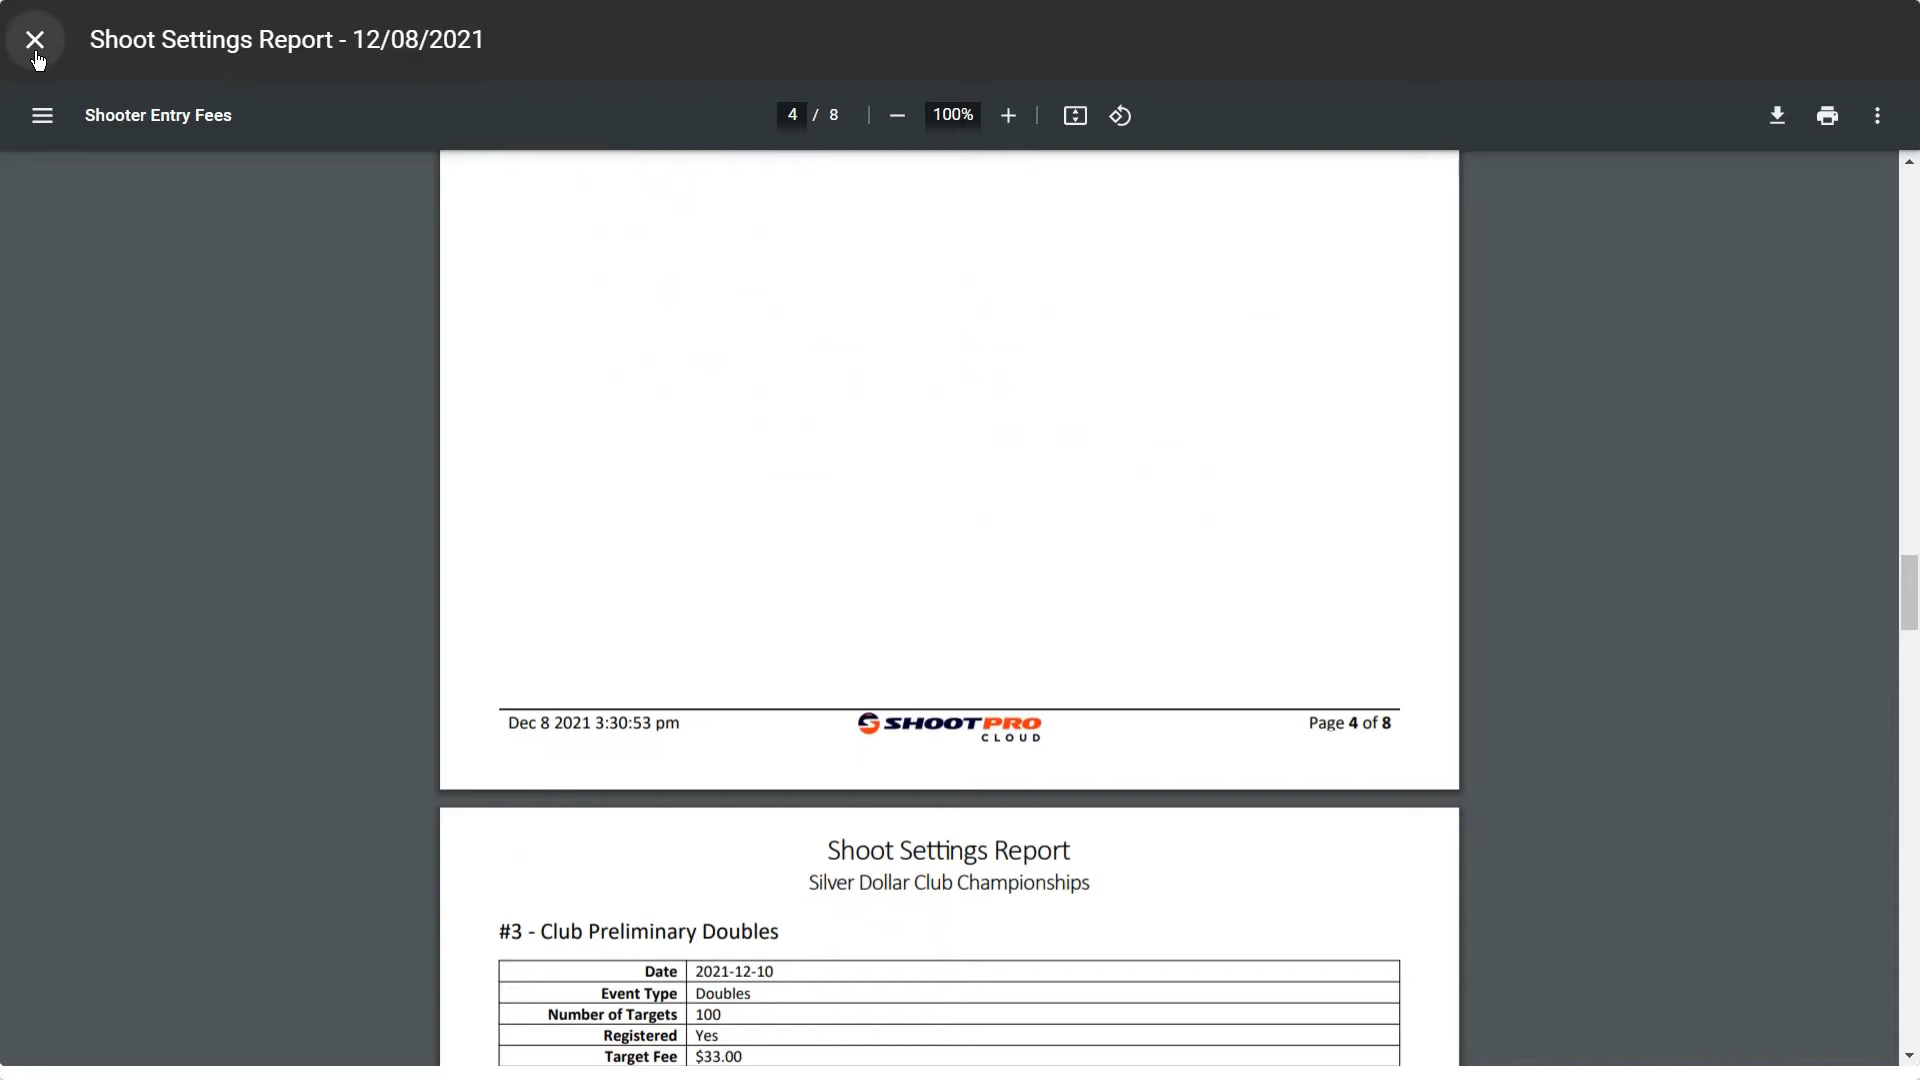 Shoot Settings Report - 12/08/2021
Shooter Entry Fees
4 / 8
100%
Dec 8 2021 3:30:53 pm
SHOOTPRO
CLOUD
Page 4 of 8
Shoot Settings Report
Silver Dollar Club Championships
#3 - Club Preliminary Doubles
Date 2021-12-10
Event Type Doubles
Number of Targets 100
Registered Yes
Target Fee $33.00